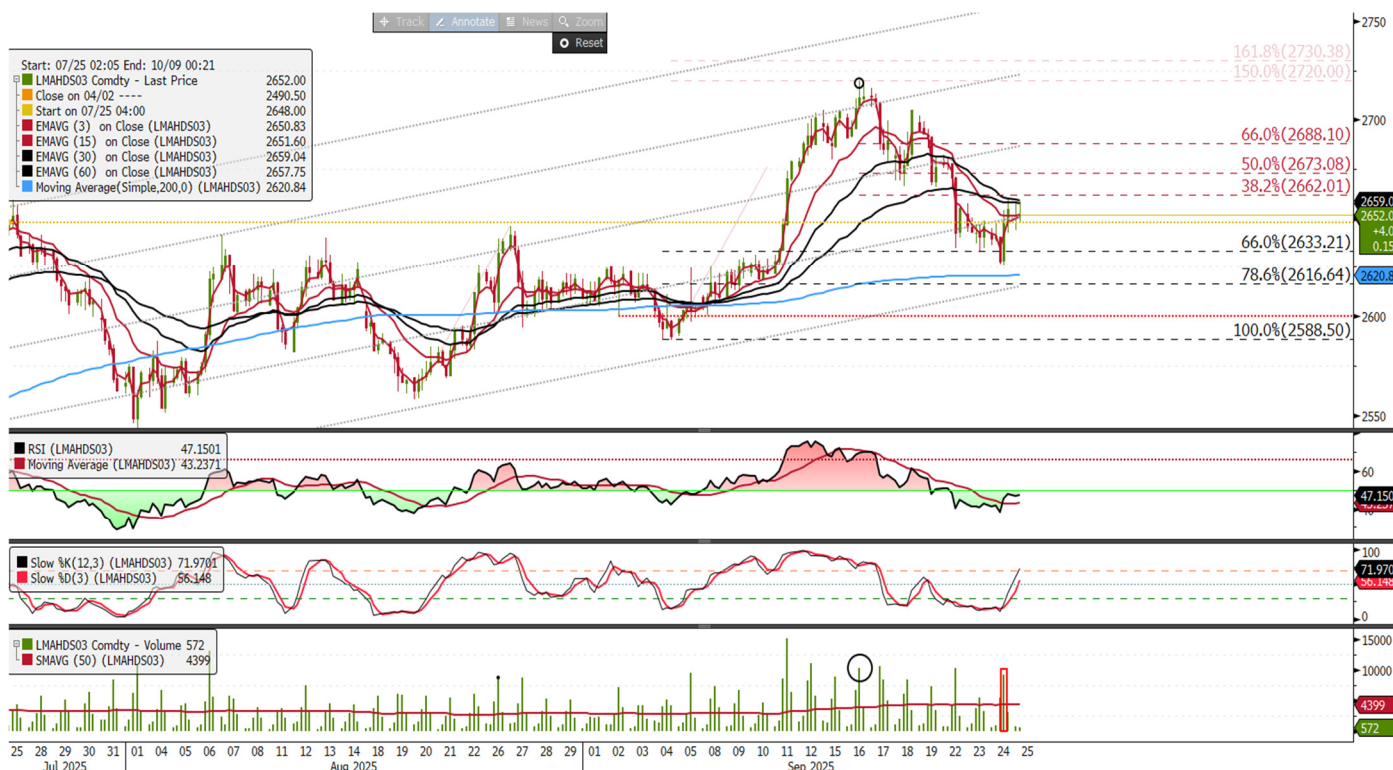 Track Annotate News Zoom
Reset
Start: 07/25 02:05 End: 10/09 00:21
LMAHDS03 Comdty - Last Price 2652.00
Close on 04/02 ---- 2490.50
Start on 07/25 04:00 2648.00
EMAVG (3) on Close (LMAHDS03) 2650.83
EMAVG (15) on Close (LMAHDS03) 2651.60
EMAVG (30) on Close (LMAHDS03) 2659.04
EMAVG (60) on Close (LMAHDS03) 2657.75
Moving Average(Simple,200,0) (LMAHDS03) 2620.84
2750
161.8%(2730.38)
150.0%(2720.00)
2700
66.0%(2688.10)
50.0%(2673.08)
38.2%(2662.01)
2659.0
2652.0
+4.0
0.15
66.0%(2633.21)
78.6%(2616.64)
2620.8
2600
100.0%(2588.50)
2550
RSI (LMAHDS03) 47.1501
Moving Average (LMAHDS03) 43.2371
60
47.150
Slow %K(12,3) (LMAHDS03) 71.9701
Slow %D(3) (LMAHDS03) 56.148
100
71.970
56.148
0
LMAHDS03 Comdty - Volume 572
SMAVG (50) (LMAHDS03) 4399
15000
10000
4399
572
25 28 29 30 31 01 04 05 06 07 08 11 12 13 14 15 18 19 20 21 22 26 27 28 29 01 02 03 04 05 08 09 10 11 12 15 16 17 18 19 22 23 24 25
Jul 2025 Aug 2025 Sep 2025